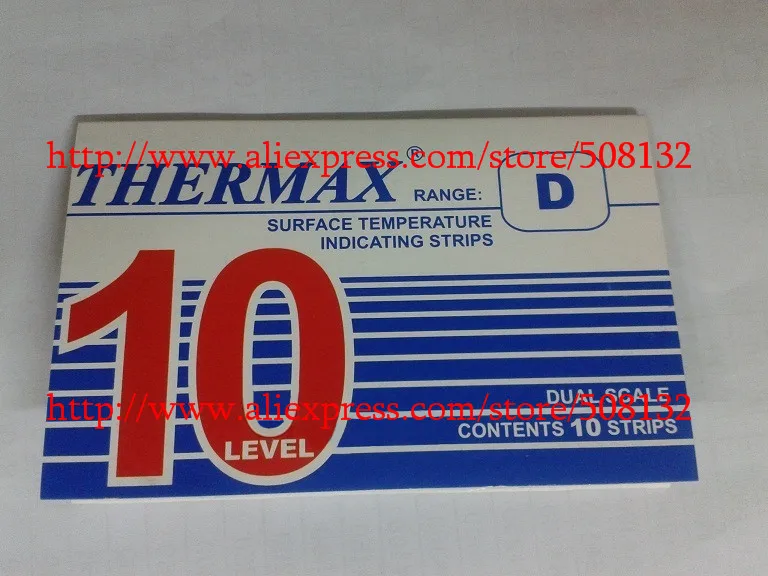 http://www.aliexpress.com/store/508132
THERMAX® RANGE: D
SURFACE TEMPERATURE
INDICATING STRIPS
10
LEVEL
DUAL SCALE
http://www.aliexpress.com/store/508132
CONTENTS 10 STRIPS